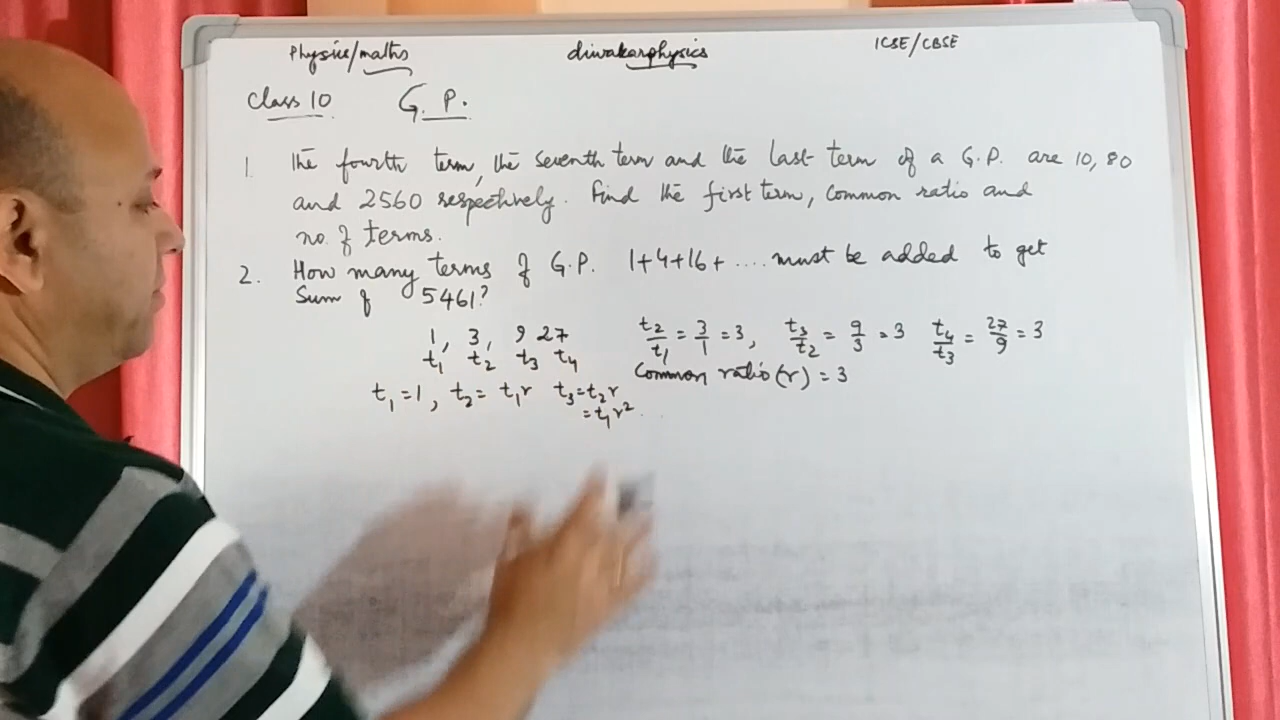 Physics/maths diwakarphysics ICSE/CBSE
Class 10 G.P.
1. The fourth term, the seventh term and the last term of a G.P. are 10, 80
and 2560 respectively. Find the first term, common ratio and
no. of terms.
2. How many terms of G.P. 1+4+16+ .... must be added to get
Sum of 5461?
1, 3, 9 27 t₂/t₁ = 3/1 = 3, t₃/t₂ = 9/3 = 3 t₄/t₃ = 27/9 = 3
t₁ t₂ t₃ t₄ Common ratio (r) = 3
t₁ = 1, t₂ = t₁r t₃ = t₂r
= t₁r²